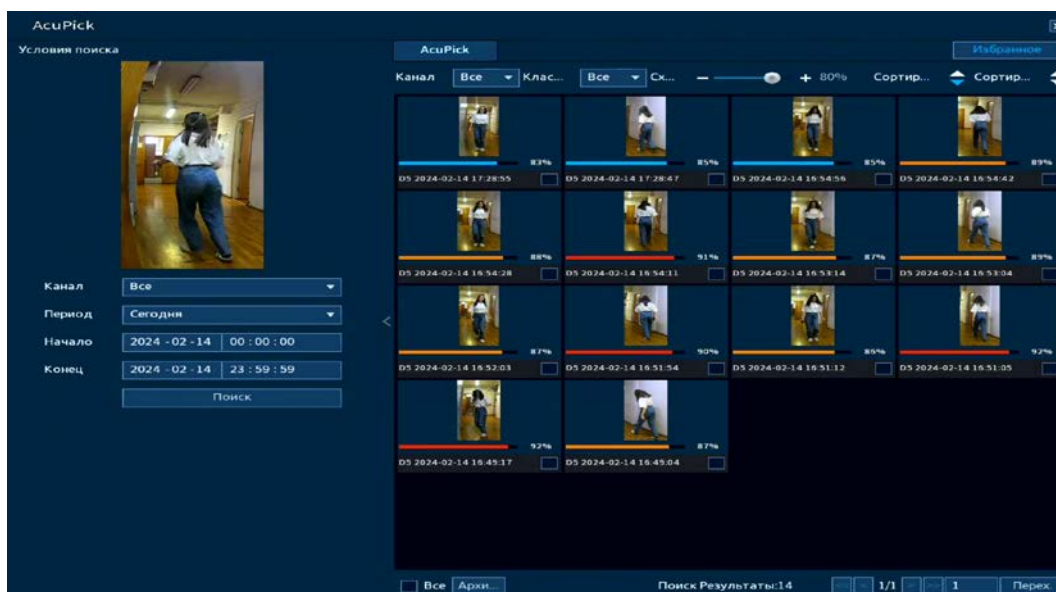 AcuPick
Условия поиска
AcuPick
Избранное
Канал Все Клас... Все Сх... 80% Сортир... Сортир...
83% 85% 85% 89%
D5 2024-02-14 17:28:55 D5 2024-02-14 17:28:47 D5 2024-02-14 16:54:56 D5 2024-02-14 16:54:42
88% 91% 87% 89%
D5 2024-02-14 16:54:28 D5 2024-02-14 16:54:11 D5 2024-02-14 16:53:14 D5 2024-02-14 16:53:04
87% 90% 86% 92%
D5 2024-02-14 16:52:03 D5 2024-02-14 16:51:54 D5 2024-02-14 16:51:12 D5 2024-02-14 16:51:05
92% 87%
D5 2024-02-14 16:49:17 D5 2024-02-14 16:49:04
Канал Все
Период Сегодня
Начало 2024 -02 -14 00 : 00 : 00
Конец 2024 -02 -14 23 : 59 : 59
Поиск
Все Архи... Поиск Результаты:14 1/1 1 Перех.